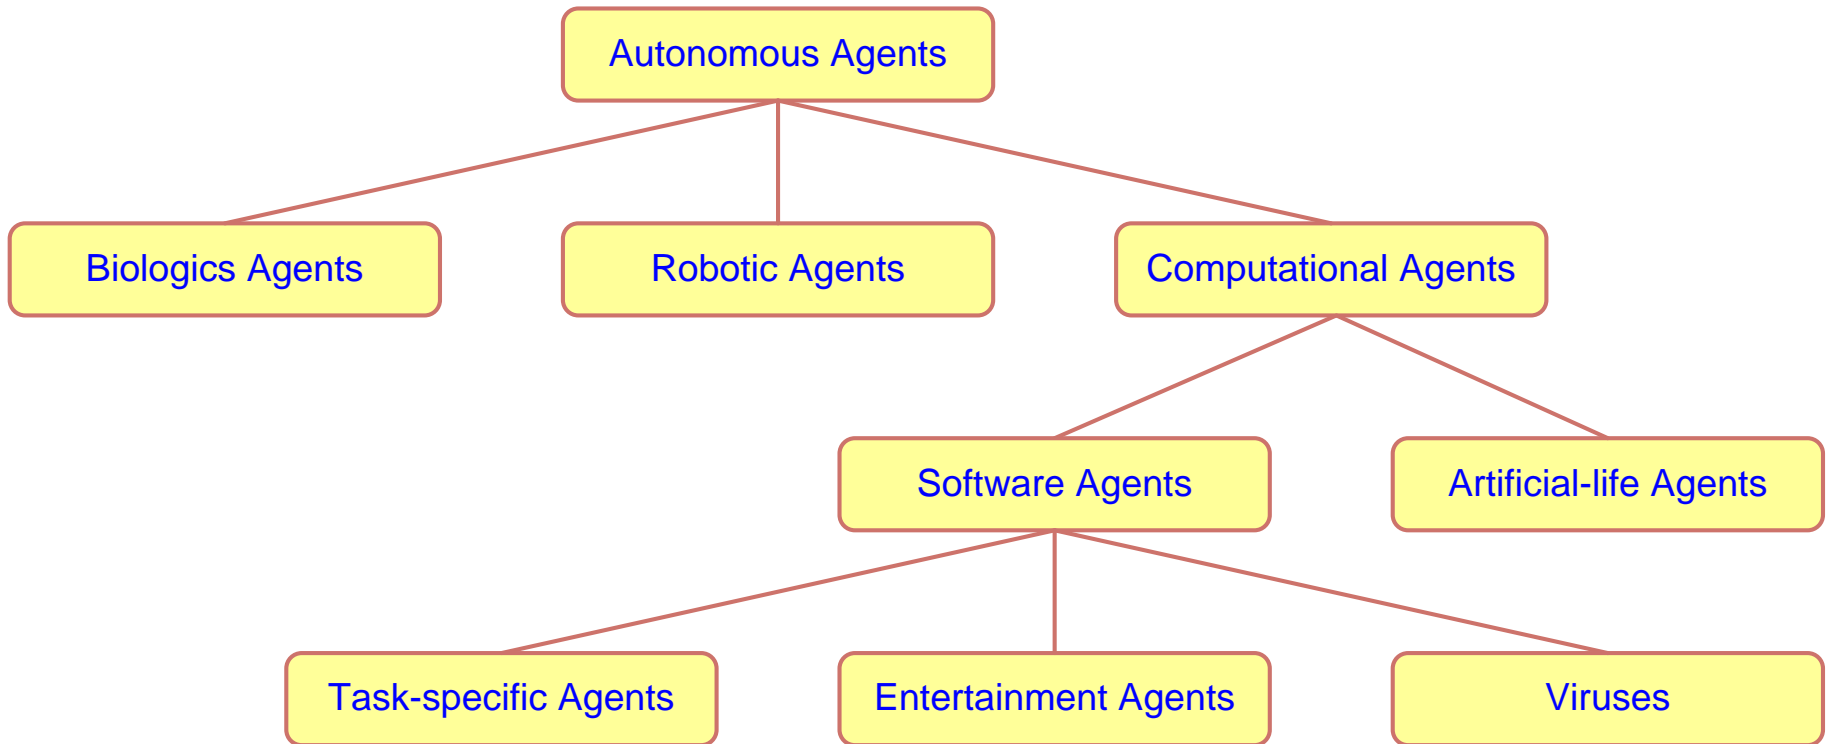 Autonomous Agents
Biologics Agents
Robotic Agents
Computational Agents
Software Agents
Artificial-life Agents
Task-specific Agents
Entertainment Agents
Viruses